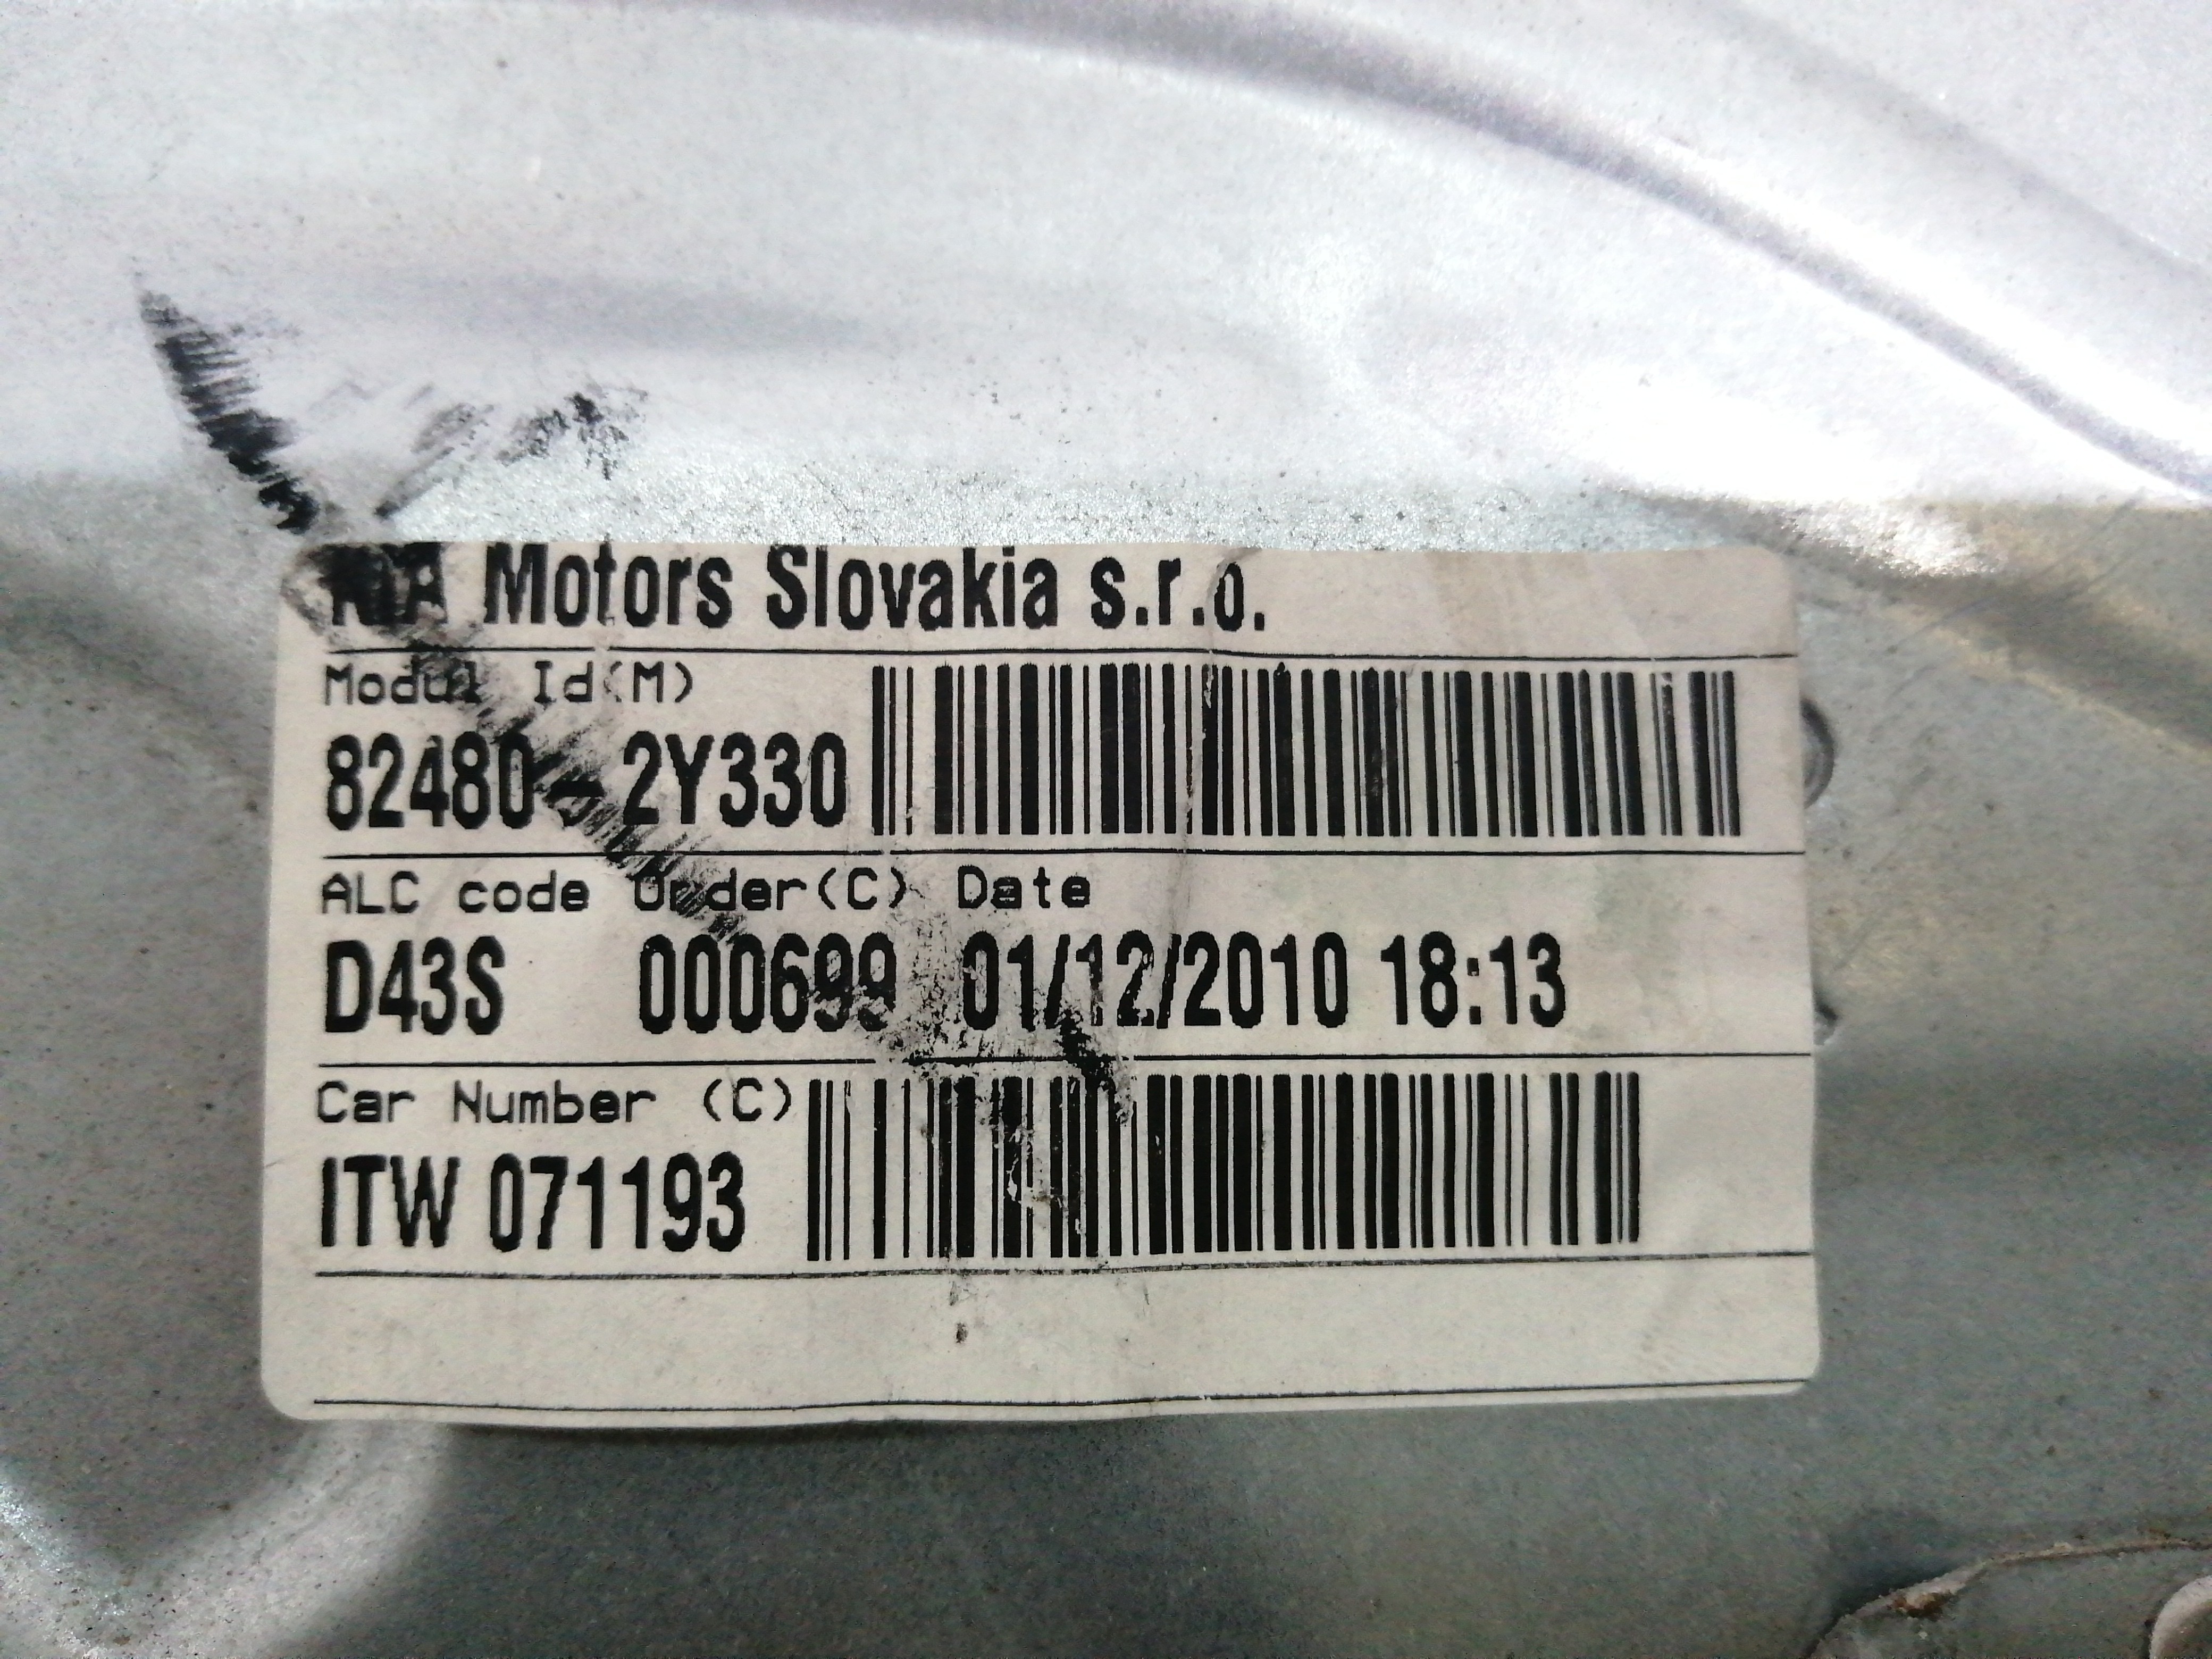 KIA Motors Slovakia s.r.o.
Modul Id(M)
82480 - 2Y330
ALC code Order(C) Date
D43S 000699 01/12/2010 18:13
Car Number (C)
ITW 071193